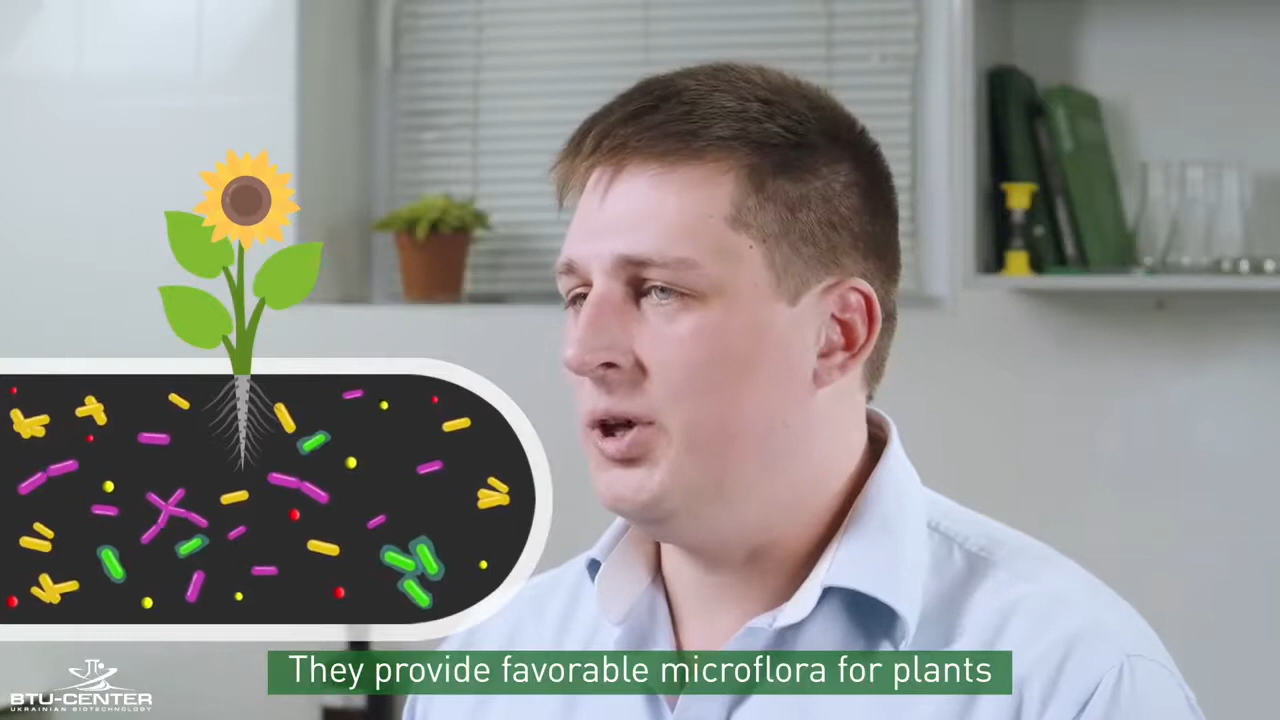 They provide favorable microflora for plants
BTU-CENTER
UKRAINIAN BIOTECHNOLOGY